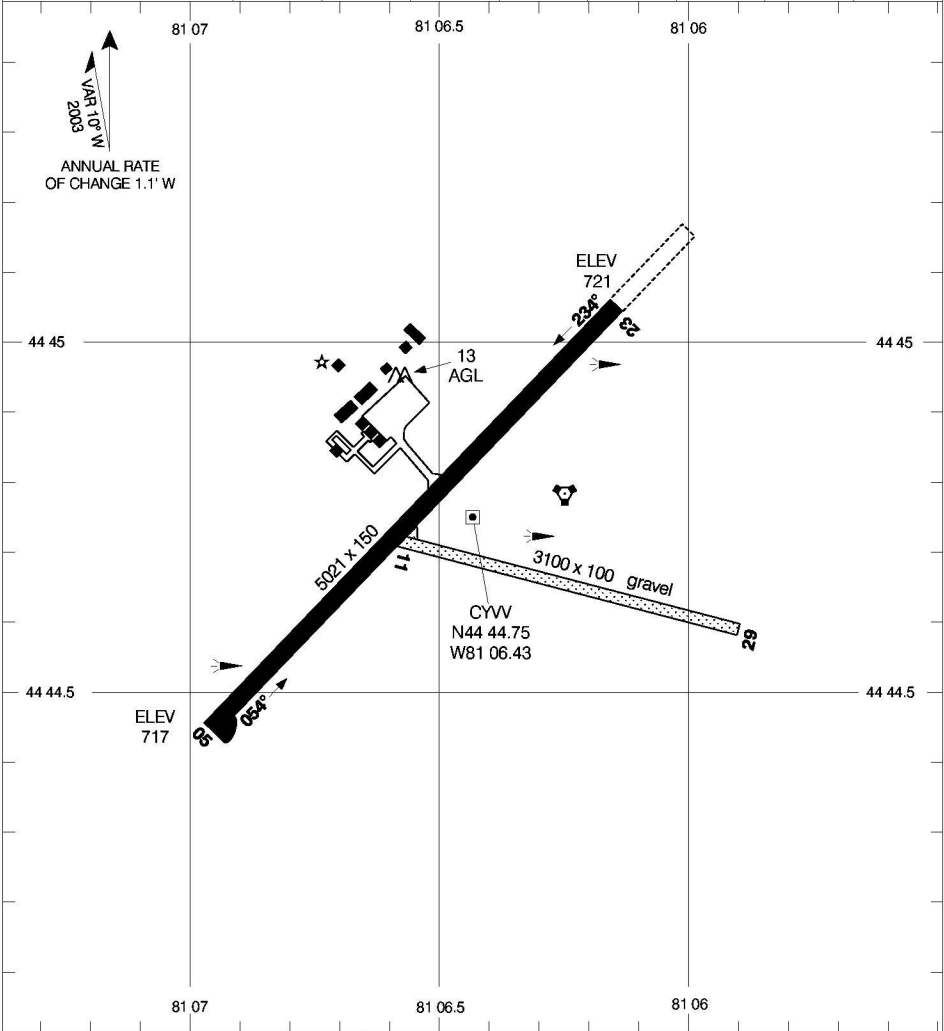 81 07
81 06.5
81 06
VAR 10° W
2003
ANNUAL RATE
OF CHANGE 1.1' W
ELEV
721
234°
23
44 45
44 45
13
AGL
5021 x 150
11
3100 x 100 gravel
CYVV
N44 44.75
W81 06.43
29
44 44.5
44 44.5
054°
ELEV
717
05
81 07
81 06.5
81 06